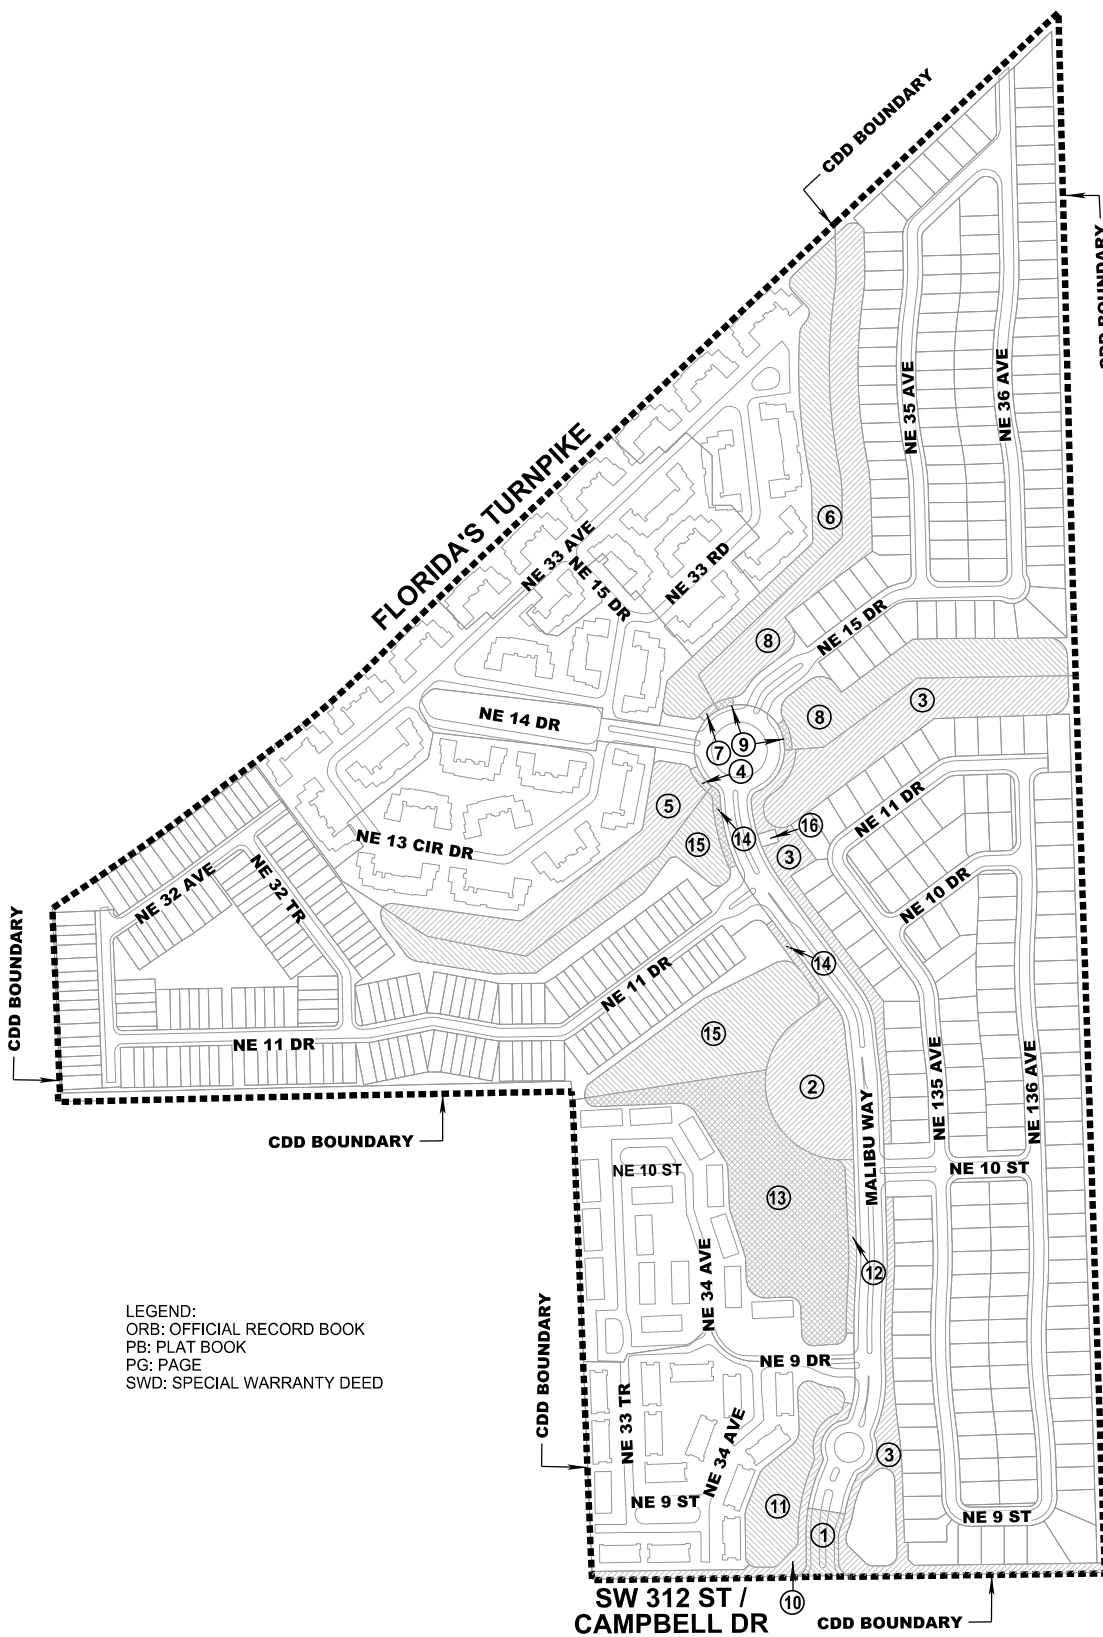 CDD BOUNDARY
CDD BOUNDARY
FLORIDA'S TURNPIKE
NE 35 AVE
NE 36 AVE
6
NE 33 AVE
NE 15 DR
NE 33 RD
8
NE 15 DR
3
NE 14 DR
8
7
9
4
5
NE 11 DR
14
16
15
3
NE 13 CIR DR
NE 32 AVE
NE 32 TR
NE 10 DR
CDD BOUNDARY
NE 11 DR
14
15
NE 11 DR
2
NE 135 AVE
NE 136 AVE
MALIBU WAY
CDD BOUNDARY
NE 10 ST
NE 10 ST
13
NE 34 AVE
12
LEGEND:
ORB: OFFICIAL RECORD BOOK
PB: PLAT BOOK
PG: PAGE
SWD: SPECIAL WARRANTY DEED
CDD BOUNDARY
NE 9 DR
NE 33 TR
NE 34 AVE
3
NE 9 ST
11
1
NE 9 ST
10
SW 312 ST /
CAMPBELL DR
CDD BOUNDARY